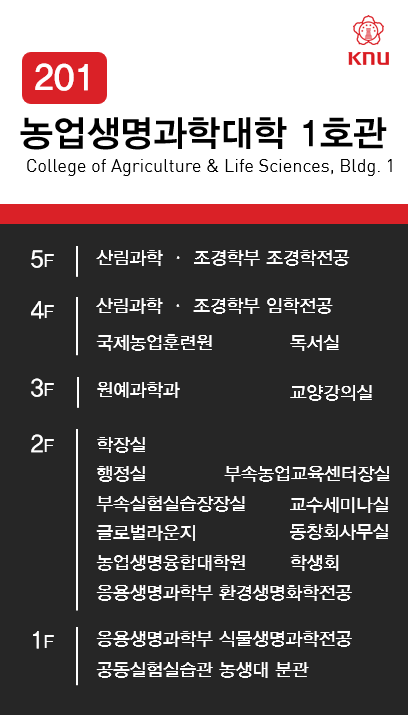 KNU
201
농업생명과학대학 1호관
College of Agriculture & Life Sciences, Bldg. 1
5F 산림과학 · 조경학부 조경학전공
4F 산림과학 · 조경학부 임학전공
국제농업훈련원 독서실
3F 원예과학과 교양강의실
2F 학장실
행정실 부속농업교육센터장실
부속실험실습장장실 교수세미나실
글로벌라운지 동창회사무실
농업생명융합대학원 학생회
응용생명과학부 환경생명화학전공
1F 응용생명과학부 식물생명과학전공
공동실험실습관 농생대 분관